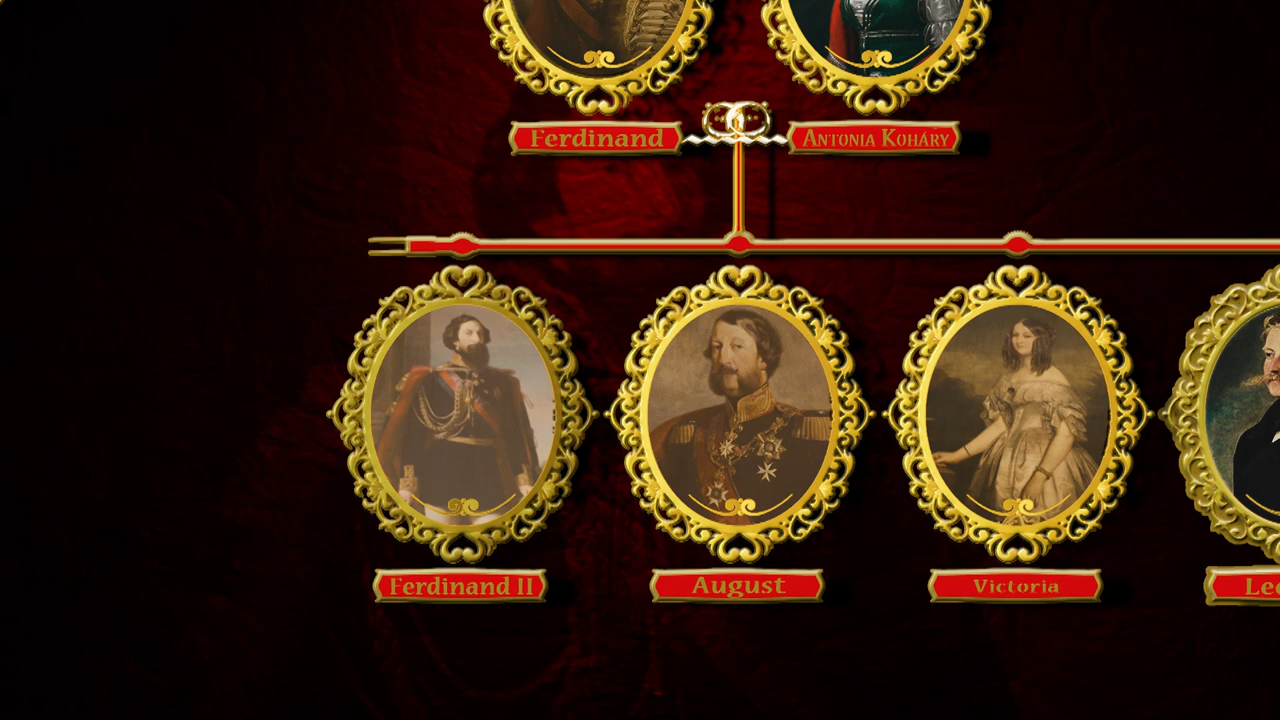 Ferdinand
Antonia Koháry
Ferdinand II
August
Victoria